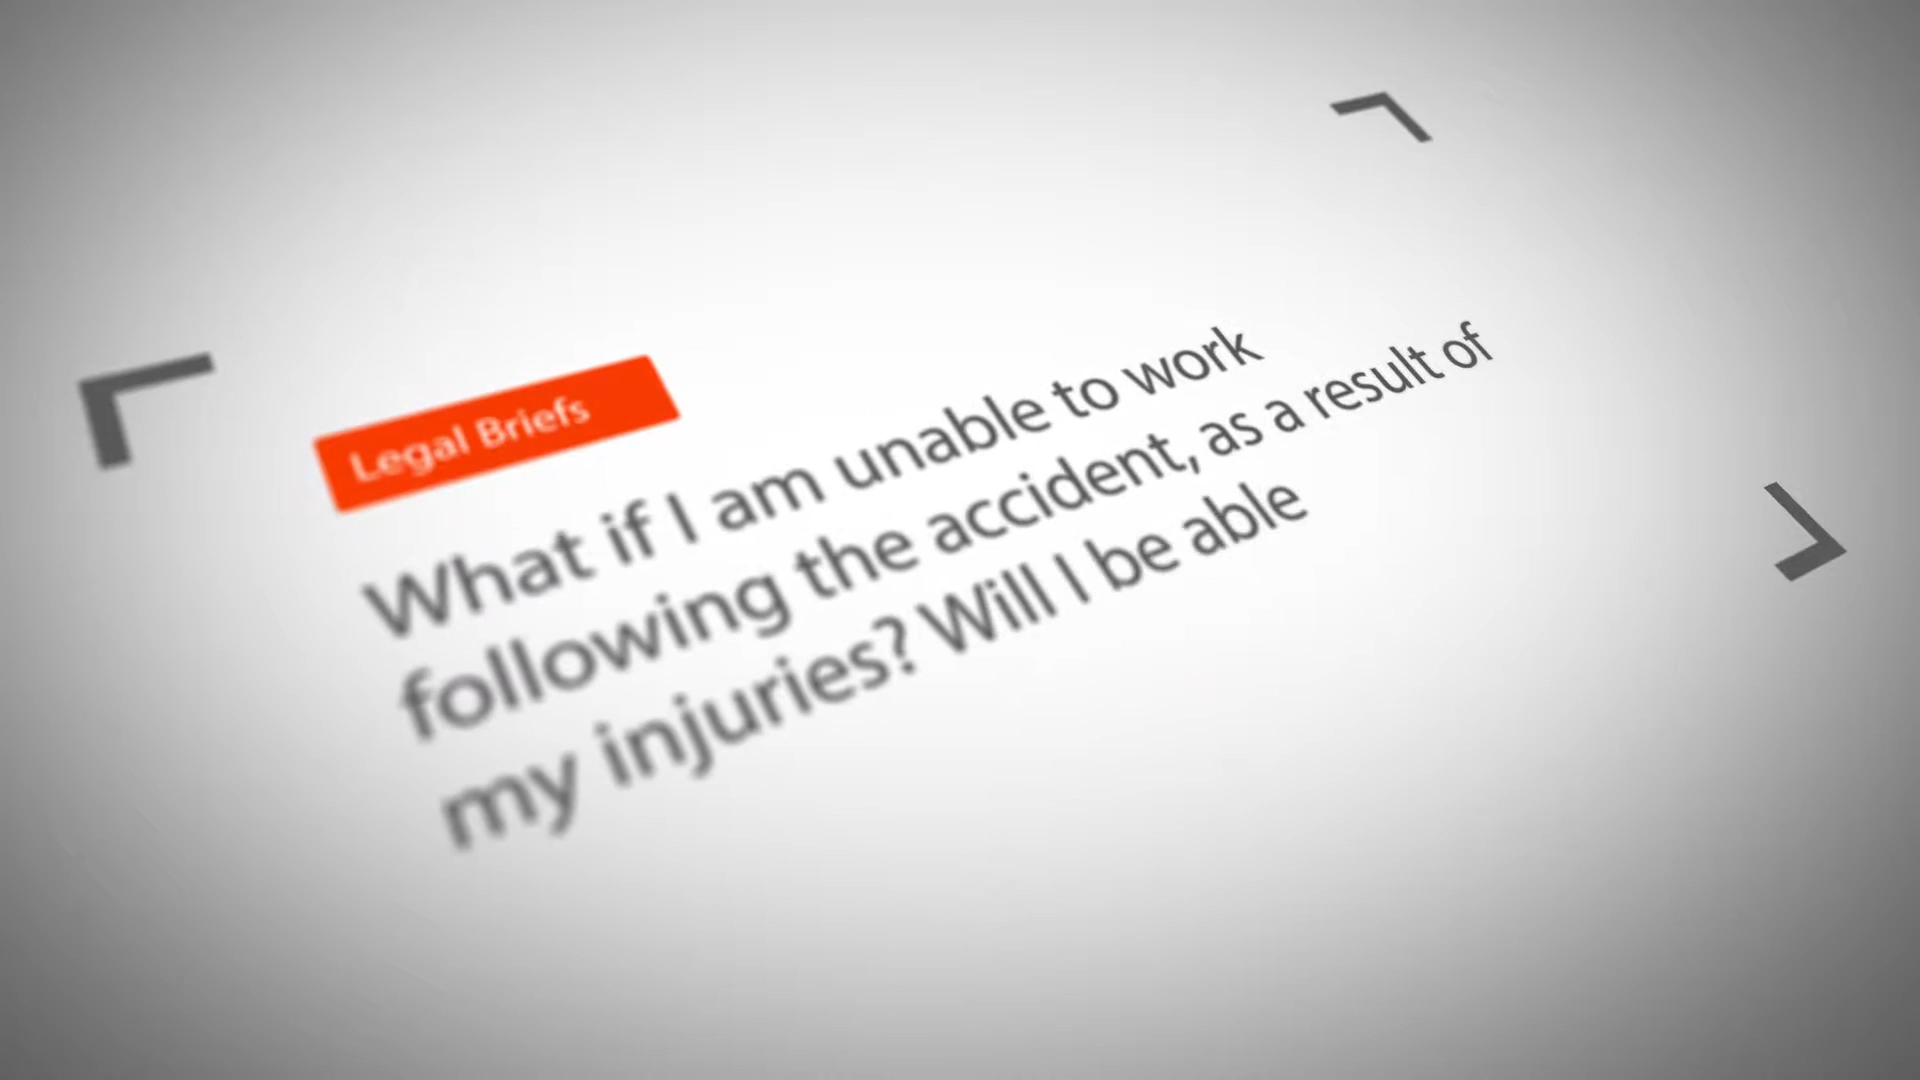 Legal Briefs
What if I am unable to work
following the accident, as a result of
my injuries? Will I be able